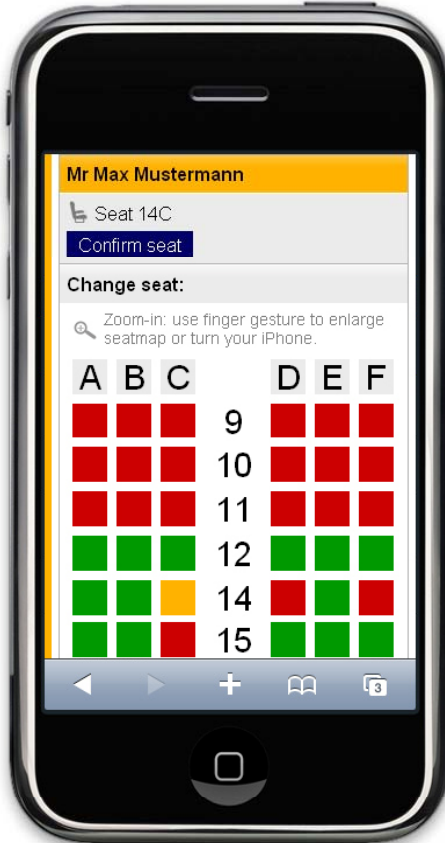 Mr Max Mustermann
Seat 14C
Confirm seat
Change seat:
Zoom-in: use finger gesture to enlarge
seatmap or turn your iPhone.
A B C D E F
9
10
11
12
14
15
3